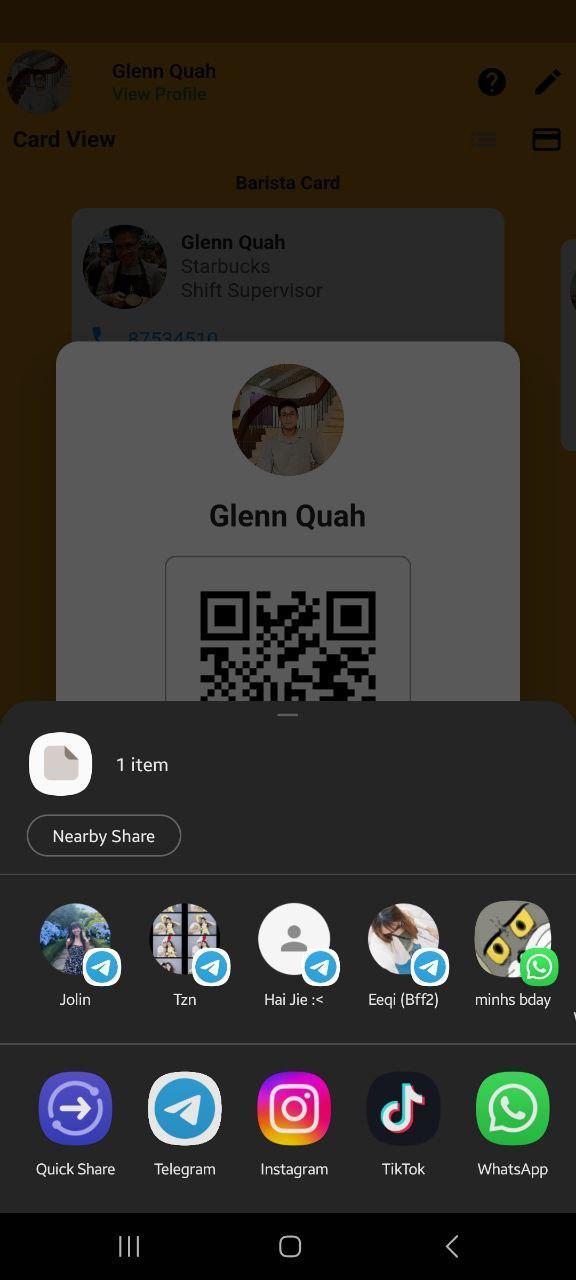 Glenn Quah
View Profile
Card View
Barista Card
Glenn Quah
Starbucks
Shift Supervisor
87534510
Glenn Quah
1 item
Nearby Share
Jolin
Tzn
Hai Jie :<
Eeqi (Bff2)
minhs bday
Quick Share
Telegram
Instagram
TikTok
WhatsApp